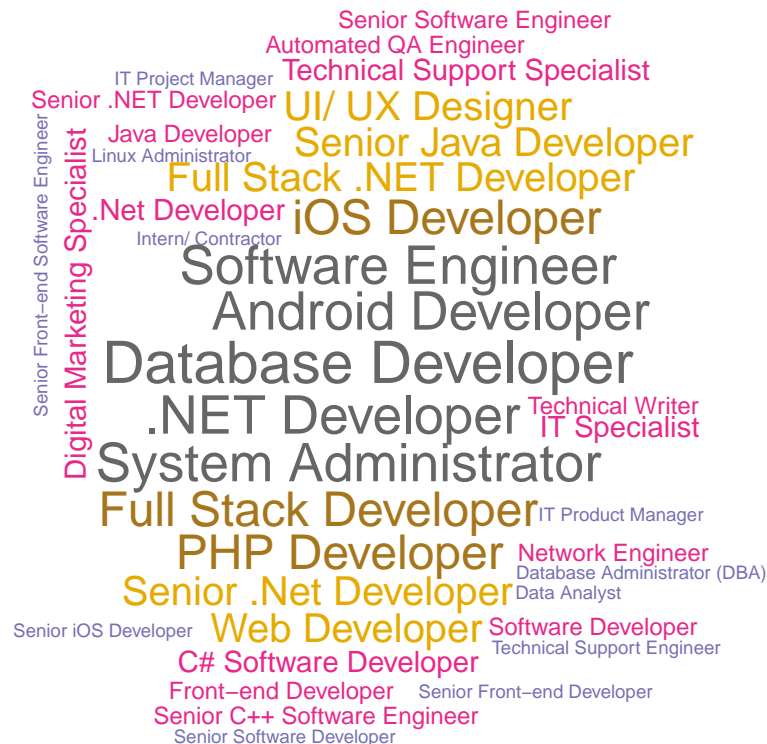 Senior Software Engineer
Automated QA Engineer
IT Project Manager
Technical Support Specialist
Senior .NET Developer
UI/ UX Designer
Java Developer
Senior Java Developer
Linux Administrator
Full Stack .NET Developer
Senior Front−end Software Engineer
Digital Marketing Specialist
.Net Developer
iOS Developer
Intern/ Contractor
Software Engineer
Android Developer
Database Developer
.NET Developer
Technical Writer
IT Specialist
System Administrator
Full Stack Developer
IT Product Manager
PHP Developer
Network Engineer
Database Administrator (DBA)
Senior .Net Developer
Data Analyst
Senior iOS Developer
Web Developer
Software Developer
Technical Support Engineer
C# Software Developer
Front−end Developer
Senior Front−end Developer
Senior C++ Software Engineer
Senior Software Developer